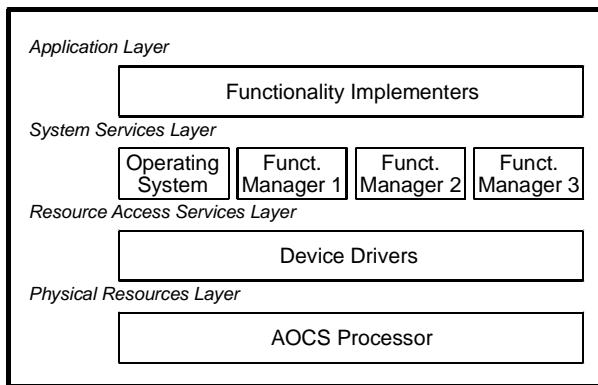 Application Layer
Functionality Implementers
System Services Layer
Operating Funct. Funct. Funct.
System Manager 1 Manager 2 Manager 3
Resource Access Services Layer
Device Drivers
Physical Resources Layer
AOCS Processor